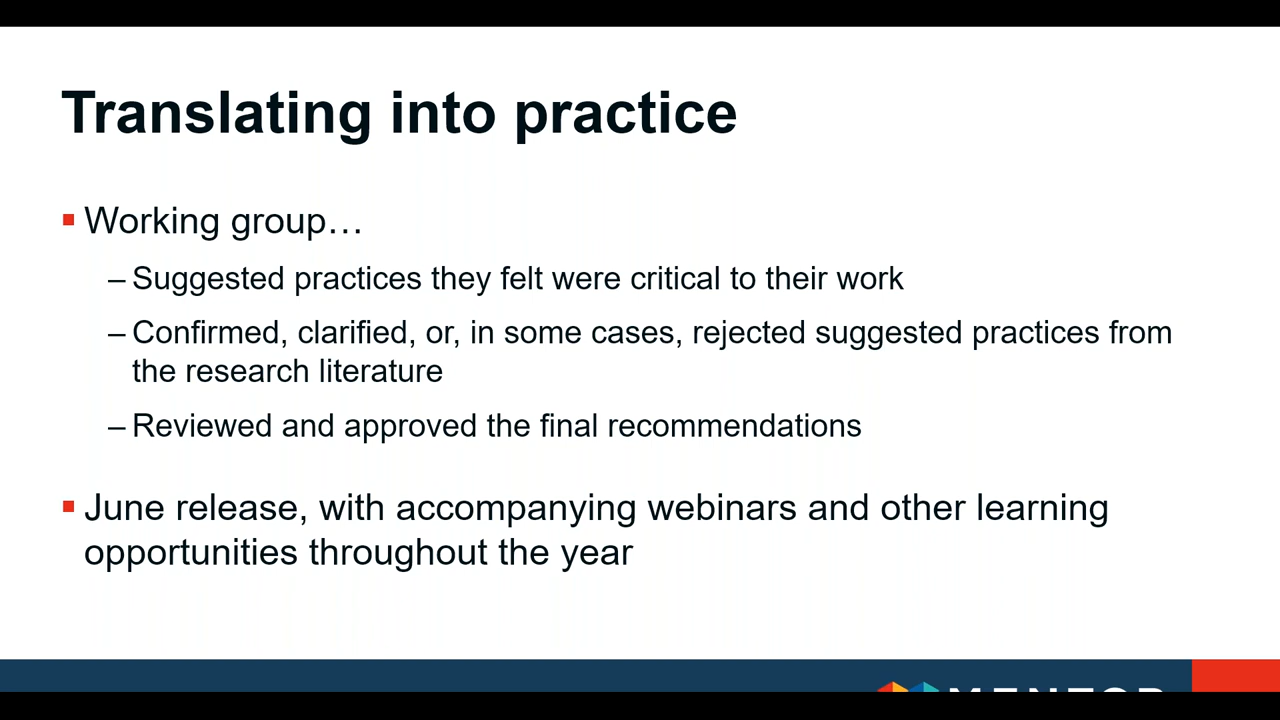 Translating into practice
Working group…
– Suggested practices they felt were critical to their work
– Confirmed, clarified, or, in some cases, rejected suggested practices from
the research literature
– Reviewed and approved the final recommendations
June release, with accompanying webinars and other learning
opportunities throughout the year
MENTOR